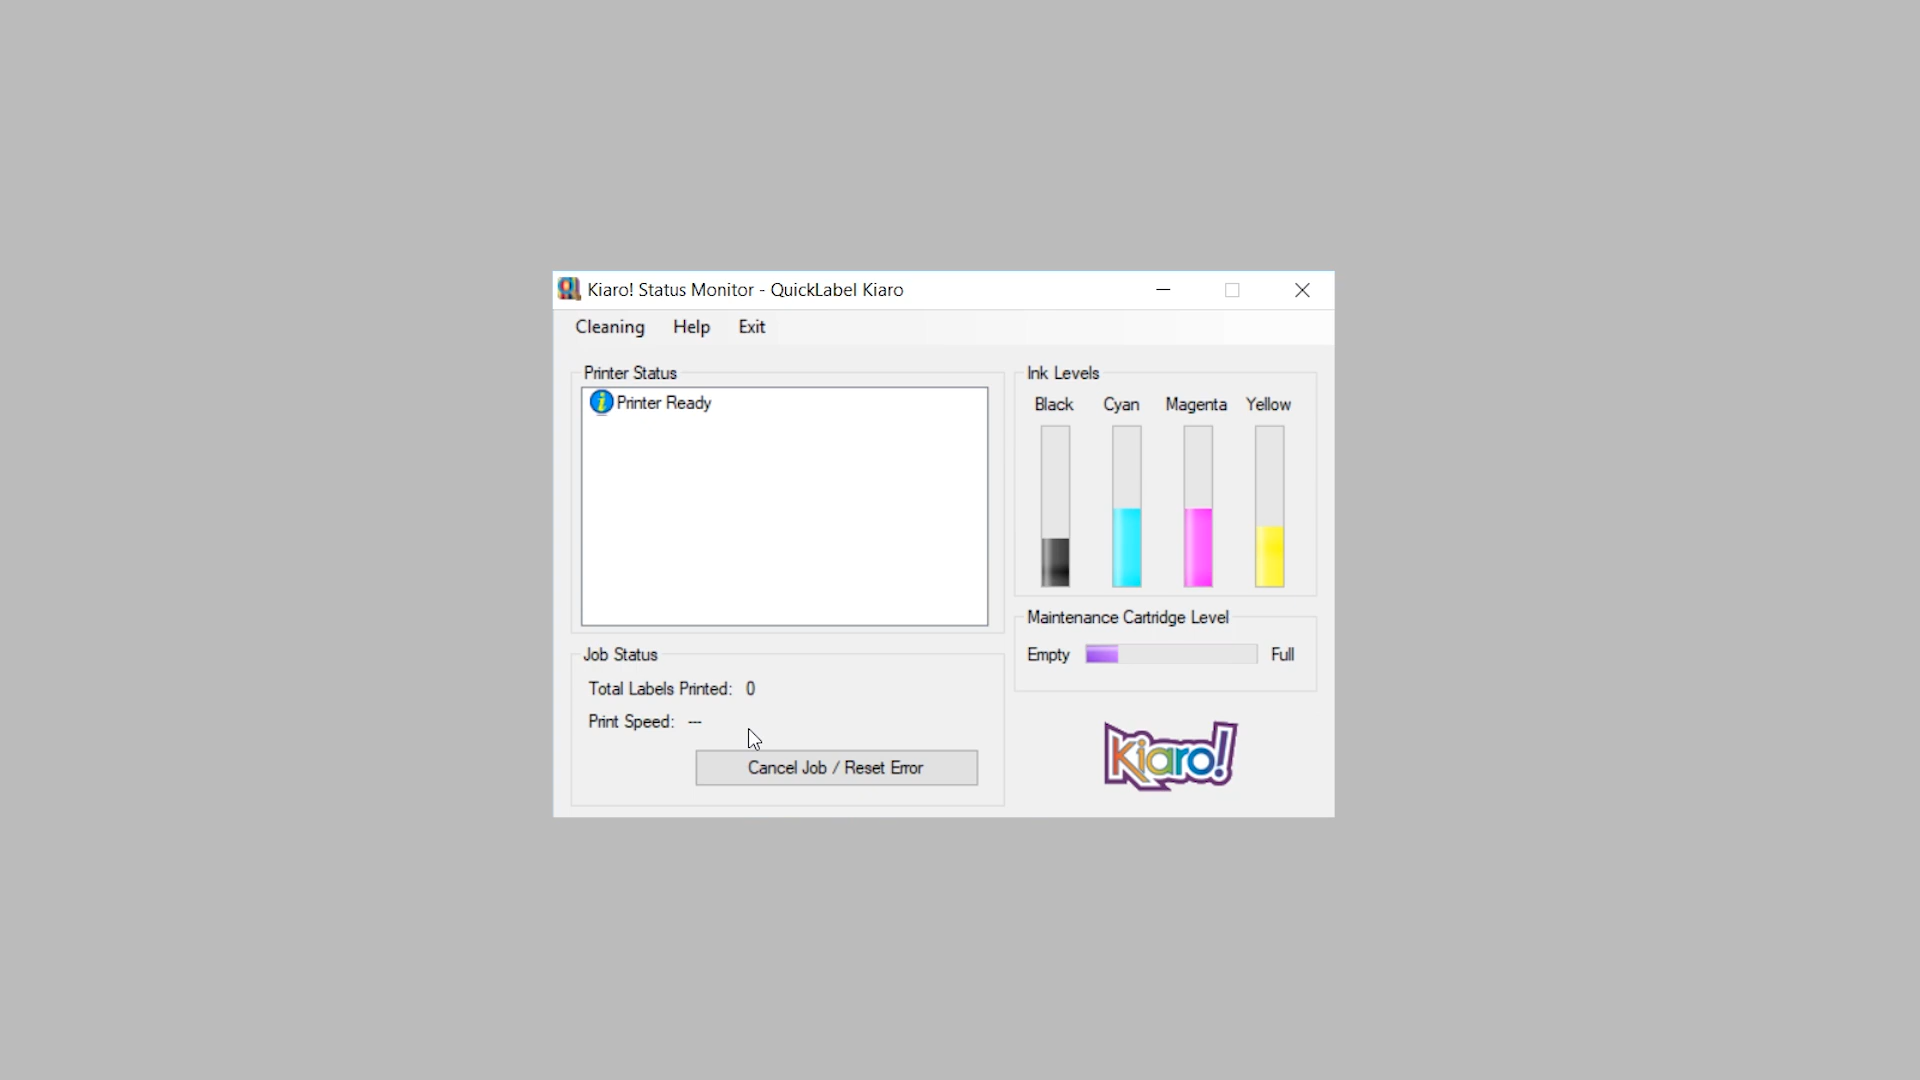 Kiaro! Status Monitor - QuickLabel Kiaro
Cleaning Help Exit
Printer Status
Printer Ready
Ink Levels
Black Cyan Magenta Yellow
Maintenance Cartridge Level
Empty Full
Job Status
Total Labels Printed: 0
Print Speed: ---
Cancel Job / Reset Error
Kiaro!